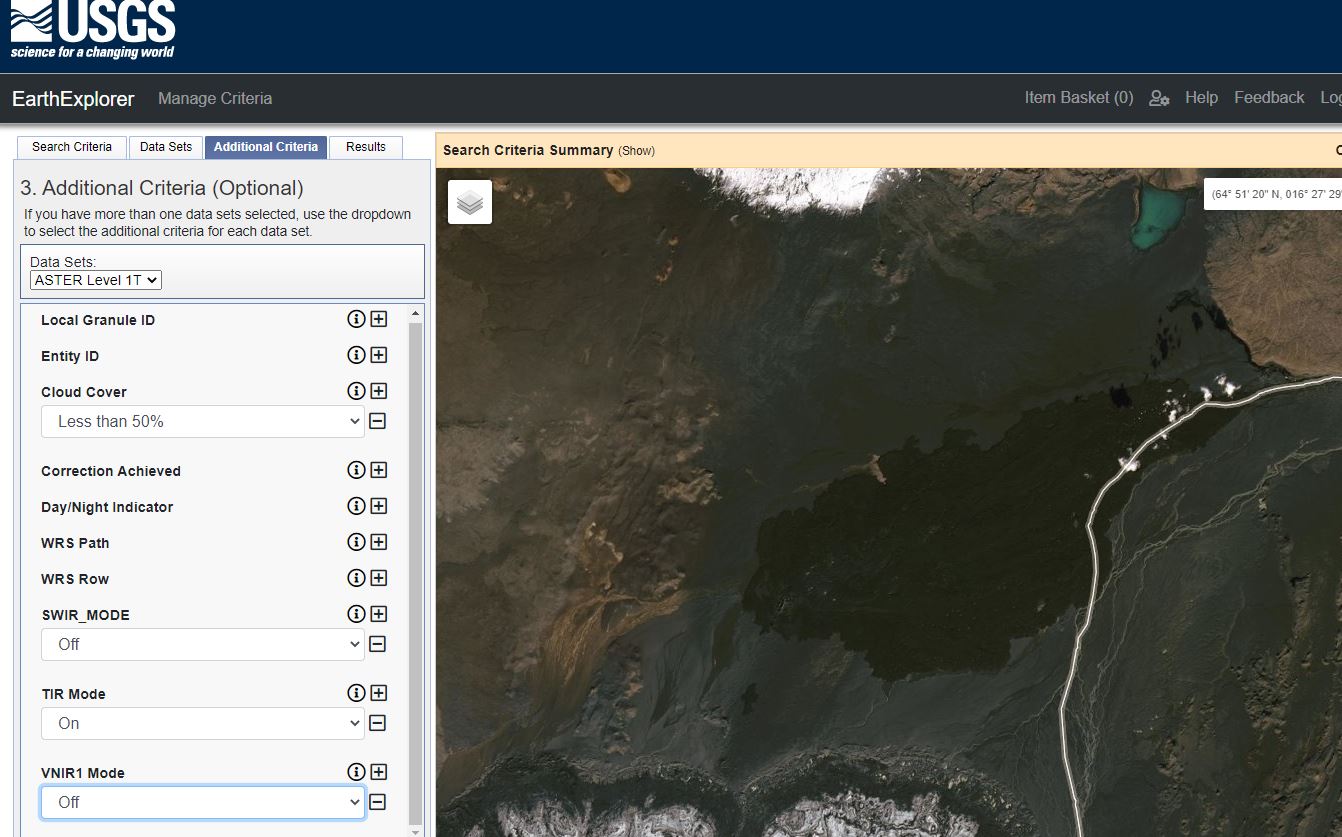 USGS
science for a changing world
EarthExplorer Manage Criteria Item Basket (0) Help Feedback
Search Criteria Data Sets Additional Criteria Results
Search Criteria Summary (Show)
3. Additional Criteria (Optional)
If you have more than one data sets selected, use the dropdown
to select the additional criteria for each data set.
(64° 51' 20" N, 016° 27' 29
Data Sets:
ASTER Level 1T
Local Granule ID
Entity ID
Cloud Cover
Less than 50%
Correction Achieved
Day/Night Indicator
WRS Path
WRS Row
SWIR_MODE
Off
TIR Mode
On
VNIR1 Mode
Off